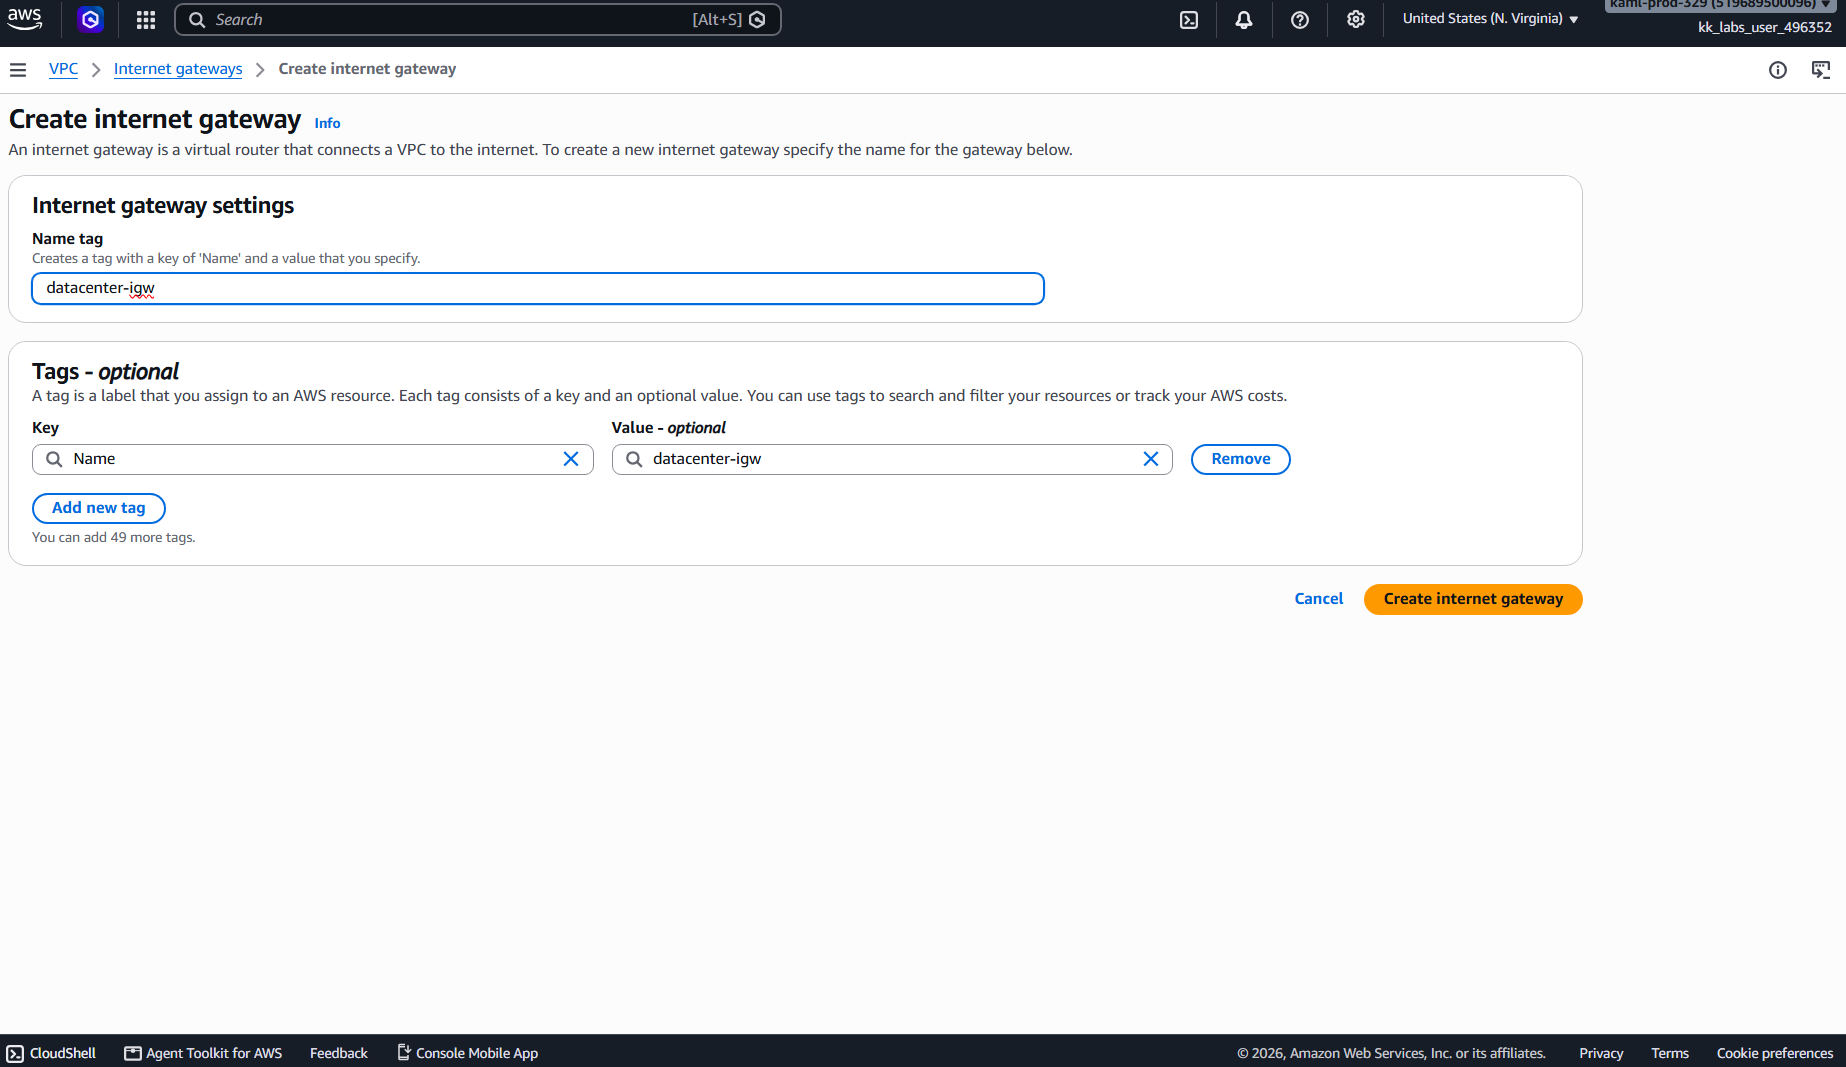 aws
Search [Alt+S]
United States (N. Virginia)
kaml-prod-329 (519689500096)
kk_labs_user_496352
VPC Internet gateways Create internet gateway
Create internet gateway Info
An internet gateway is a virtual router that connects a VPC to the internet. To create a new internet gateway specify the name for the gateway below.
Internet gateway settings
Name tag
Creates a tag with a key of 'Name' and a value that you specify.
datacenter-igw
Tags - optional
A tag is a label that you assign to an AWS resource. Each tag consists of a key and an optional value. You can use tags to search and filter your resources or track your AWS costs.
Key Value - optional
Name datacenter-igw Remove
Add new tag
You can add 49 more tags.
Cancel Create internet gateway
CloudShell Agent Toolkit for AWS Feedback Console Mobile App © 2026, Amazon Web Services, Inc. or its affiliates. Privacy Terms Cookie preferences